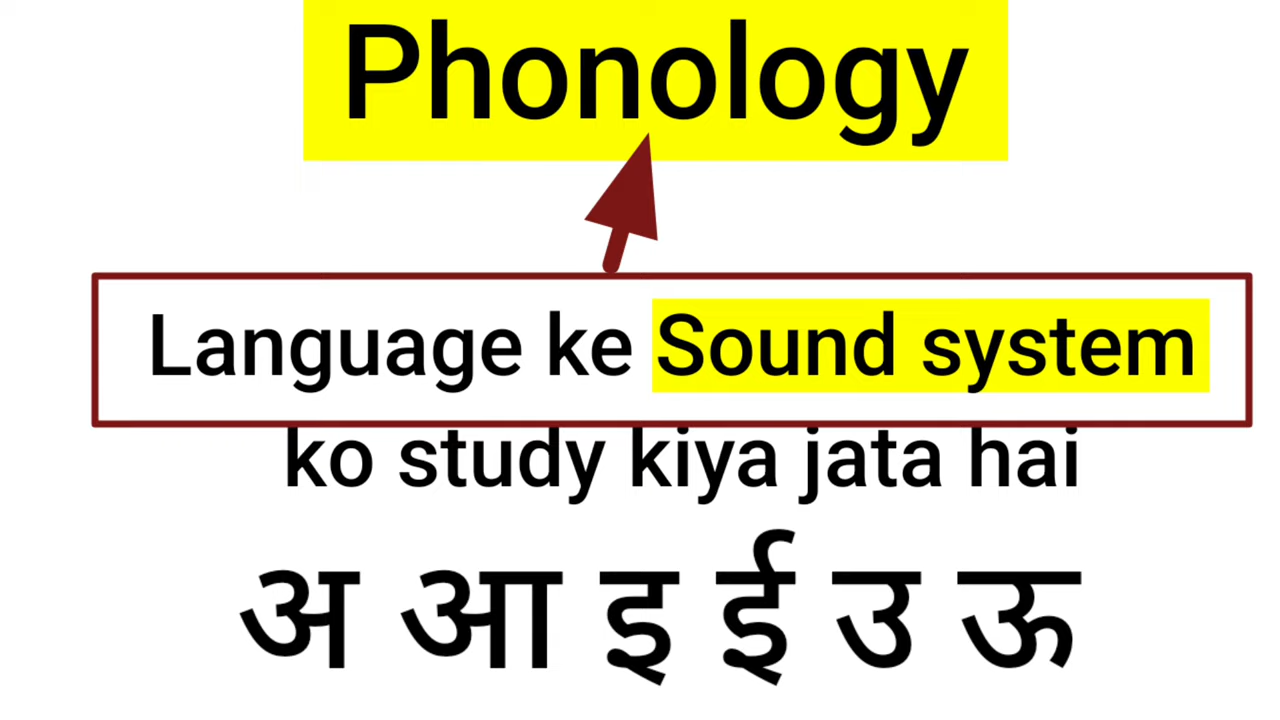 Phonology
Language ke Sound system
ko study kiya jata hai
अ आ इ ई उ ऊ